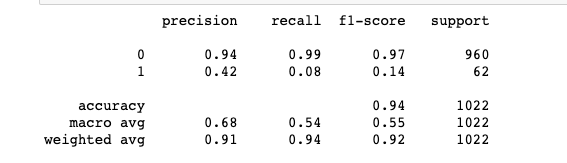 precision recall f1-score support
0 0.94 0.99 0.97 960
1 0.42 0.08 0.14 62
accuracy 0.94 1022
macro avg 0.68 0.54 0.55 1022
weighted avg 0.91 0.94 0.92 1022